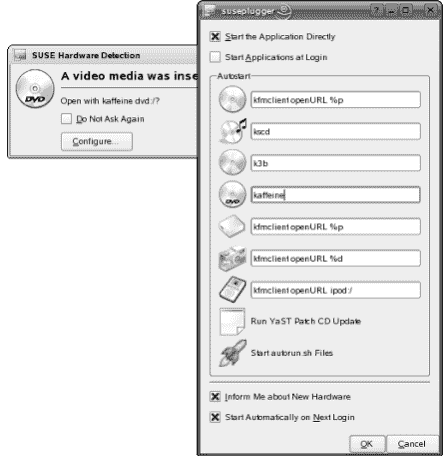 suseplugger
SUSE Hardware Detection
A video media was inse
DVD
Open with kaffeine dvd:/?
Do Not Ask Again
Configure...
Start the Application Directly
Start Applications at Login
Autostart
kfmclient openURL %p
kscd
k3b
DVD
kaffeine
kfmclient openURL %p
kfmclient openURL %d
kfmclient openURL ipod:/
Run YaST Patch CD Update
Start autorun.sh Files
Inform Me about New Hardware
Start Automatically on Next Login
OK
Cancel